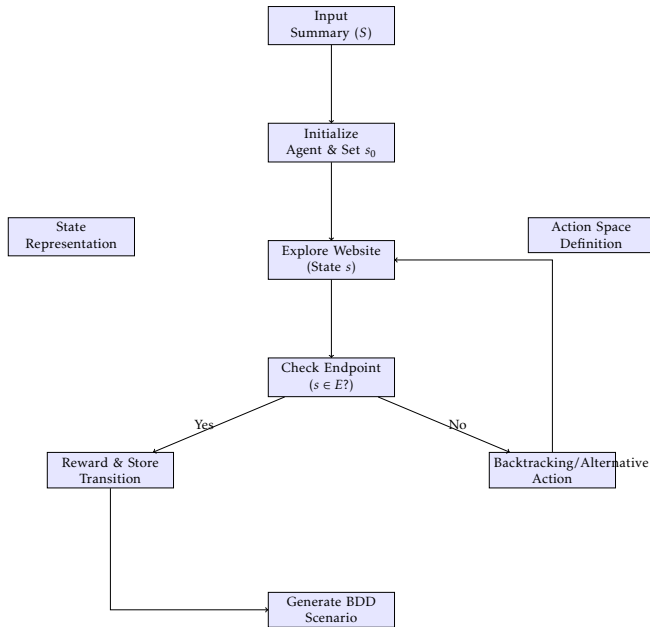 Input
Summary (S)
Initialize
Agent & Set s₀
State
Representation
Action Space
Definition
Explore Website
(State s)
Check Endpoint
(s ∈ E?)
Yes
No
Reward & Store
Transition
Backtracking/Alternative
Action
Generate BDD
Scenario